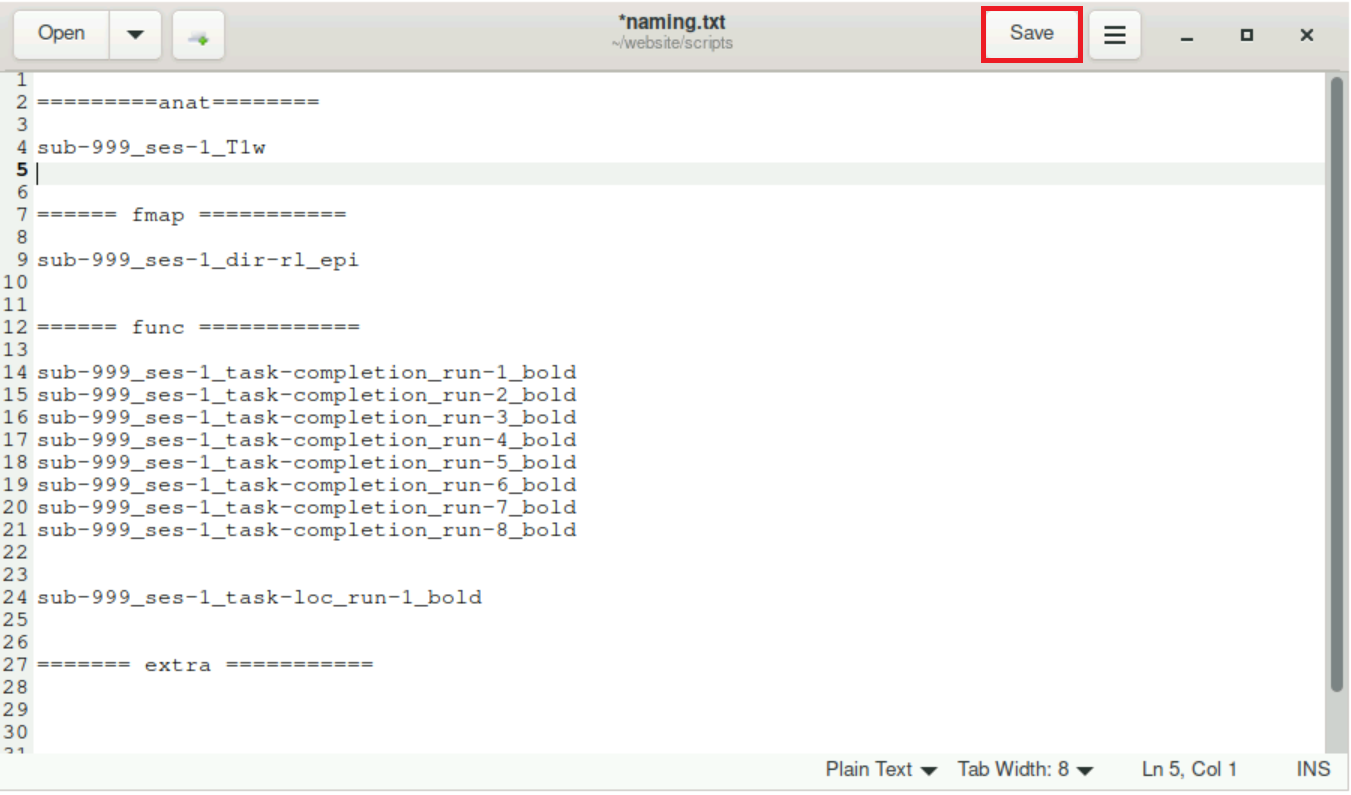 Open
*naming.txt
~/website/scripts
Save
1
2 =========anat========
3
4 sub-999_ses-1_T1w
5
6
7 ====== fmap ===========
8
9 sub-999_ses-1_dir-rl_epi
10
11
12 ====== func ============
13
14 sub-999_ses-1_task-completion_run-1_bold
15 sub-999_ses-1_task-completion_run-2_bold
16 sub-999_ses-1_task-completion_run-3_bold
17 sub-999_ses-1_task-completion_run-4_bold
18 sub-999_ses-1_task-completion_run-5_bold
19 sub-999_ses-1_task-completion_run-6_bold
20 sub-999_ses-1_task-completion_run-7_bold
21 sub-999_ses-1_task-completion_run-8_bold
22
23
24 sub-999_ses-1_task-loc_run-1_bold
25
26
27 ======= extra ===========
28
29
30
31
Plain Text Tab Width: 8 Ln 5, Col 1 INS